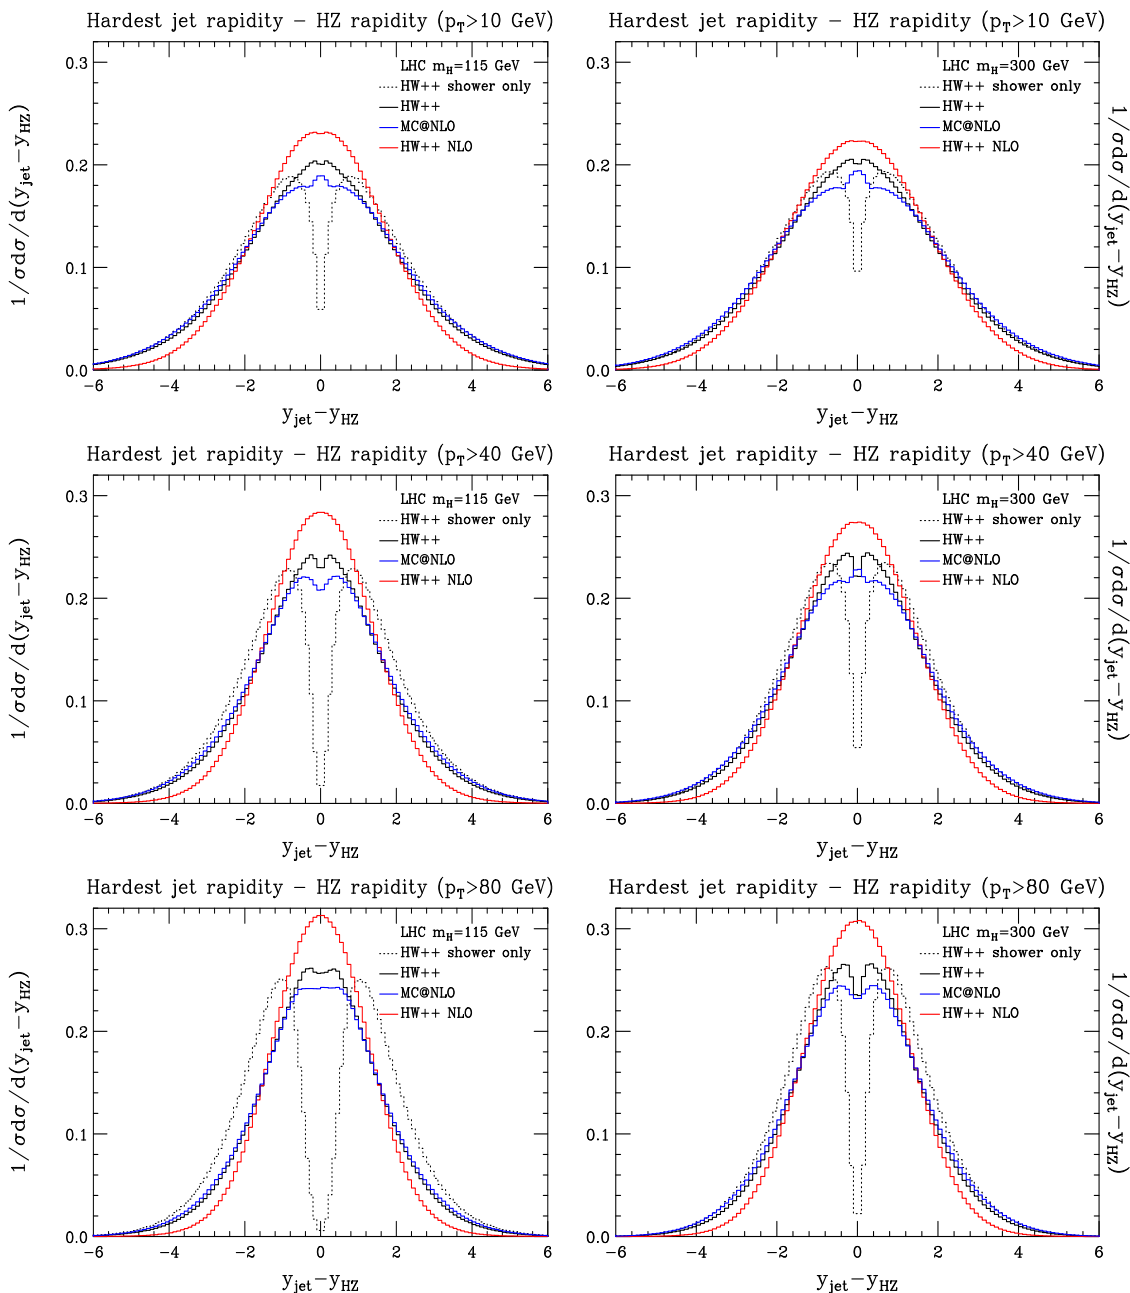 Hardest jet rapidity − HZ rapidity (pT>10 GeV)
1/σdσ/d(yjet−yHZ)
0.3
0.2
0.1
0.0
LHC mH=115 GeV
HW++ shower only
HW++
MC@NLO
HW++ NLO
−6 −4 −2 0 2 4 6
yjet−yHZ
Hardest jet rapidity − HZ rapidity (pT>10 GeV)
1/σdσ/d(yjet−yHZ)
0.3
0.2
0.1
0.0
LHC mH=300 GeV
HW++ shower only
HW++
MC@NLO
HW++ NLO
−6 −4 −2 0 2 4 6
yjet−yHZ
Hardest jet rapidity − HZ rapidity (pT>40 GeV)
1/σdσ/d(yjet−yHZ)
0.3
0.2
0.1
0.0
LHC mH=115 GeV
HW++ shower only
HW++
MC@NLO
HW++ NLO
−6 −4 −2 0 2 4 6
yjet−yHZ
Hardest jet rapidity − HZ rapidity (pT>40 GeV)
1/σdσ/d(yjet−yHZ)
0.3
0.2
0.1
0.0
LHC mH=300 GeV
HW++ shower only
HW++
MC@NLO
HW++ NLO
−6 −4 −2 0 2 4 6
yjet−yHZ
Hardest jet rapidity − HZ rapidity (pT>80 GeV)
1/σdσ/d(yjet−yHZ)
0.3
0.2
0.1
0.0
LHC mH=115 GeV
HW++ shower only
HW++
MC@NLO
HW++ NLO
−6 −4 −2 0 2 4 6
yjet−yHZ
Hardest jet rapidity − HZ rapidity (pT>80 GeV)
1/σdσ/d(yjet−yHZ)
0.3
0.2
0.1
0.0
LHC mH=300 GeV
HW++ shower only
HW++
MC@NLO
HW++ NLO
−6 −4 −2 0 2 4 6
yjet−yHZ